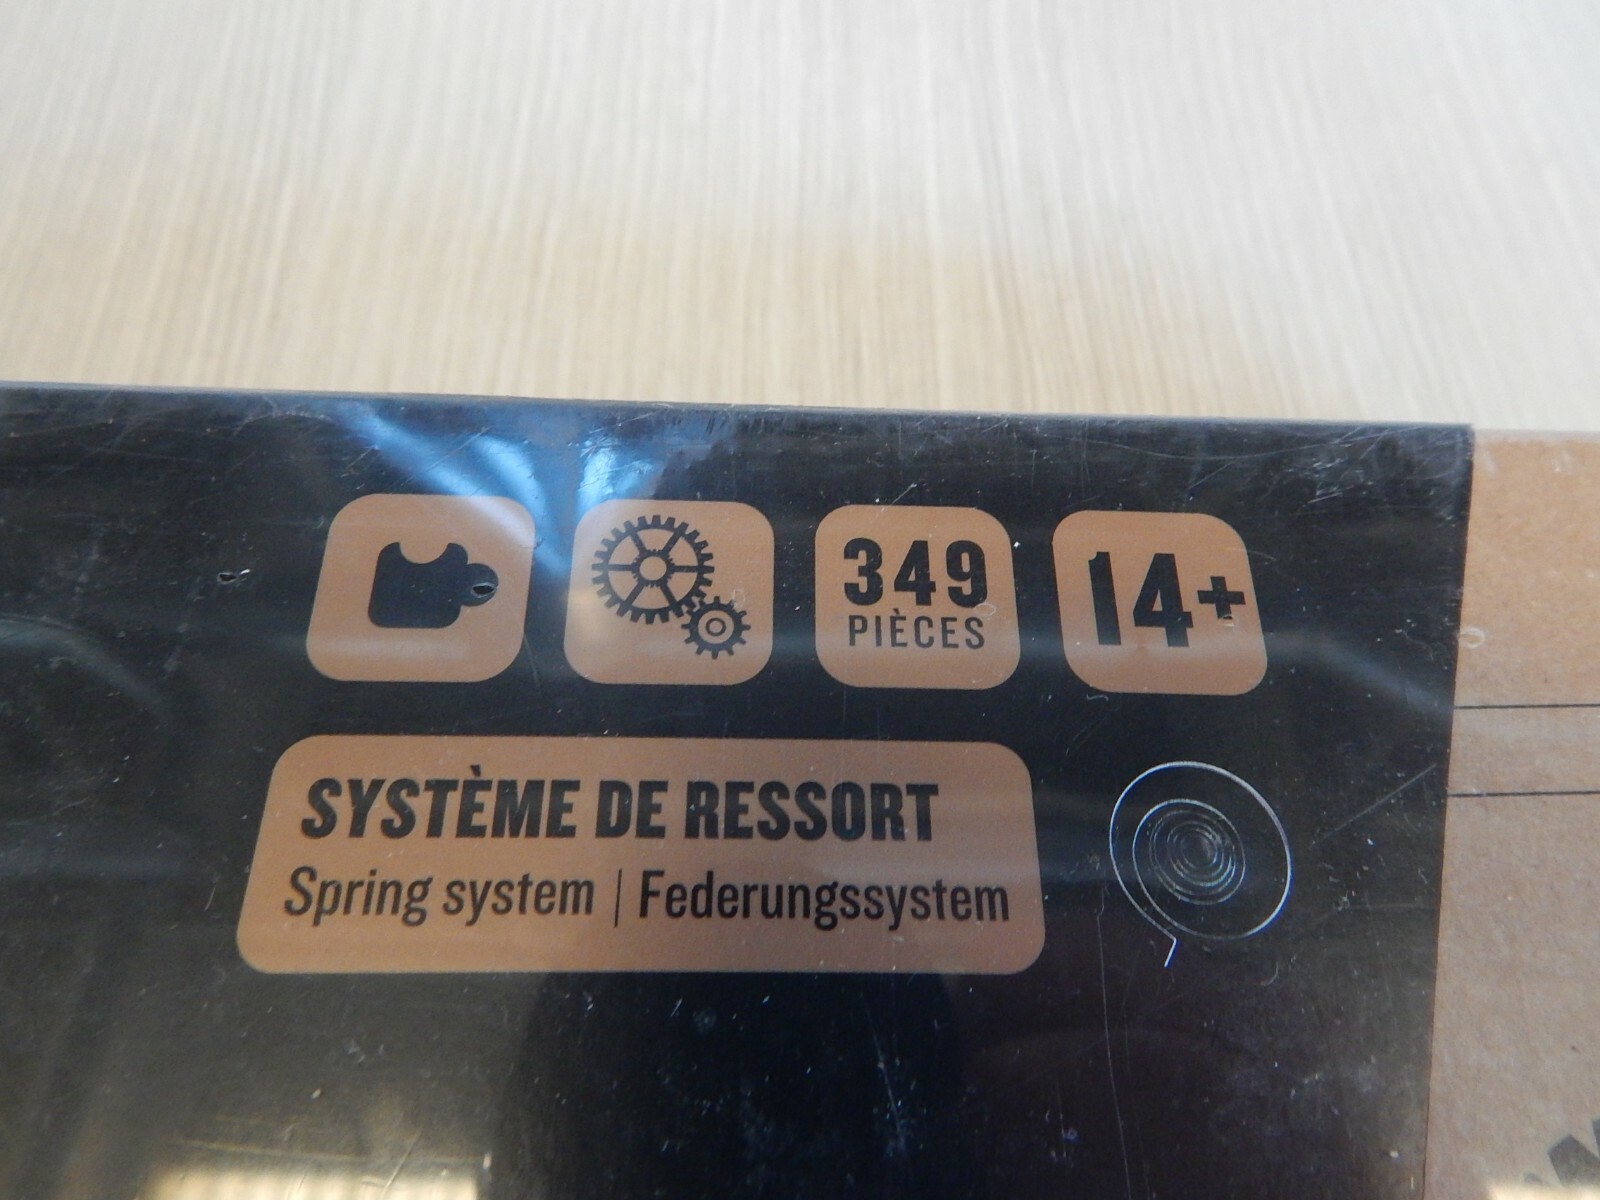 349
PIÈCES
14+
SYSTÈME DE RESSORT
Spring system | Federungssystem